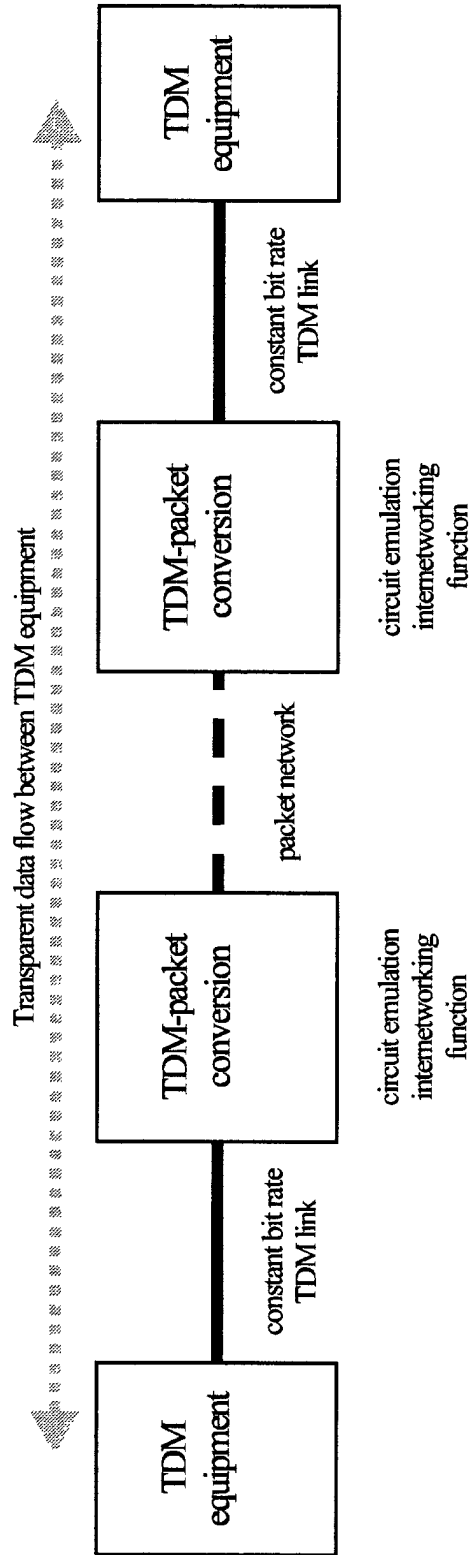 Transparent data flow between TDM equipment
TDM
equipment
constant bit rate
TDM link
TDM-packet
conversion
circuit emulation
internetworking
function
packet network
TDM-packet
conversion
circuit emulation
internetworking
function
constant bit rate
TDM link
TDM
equipment